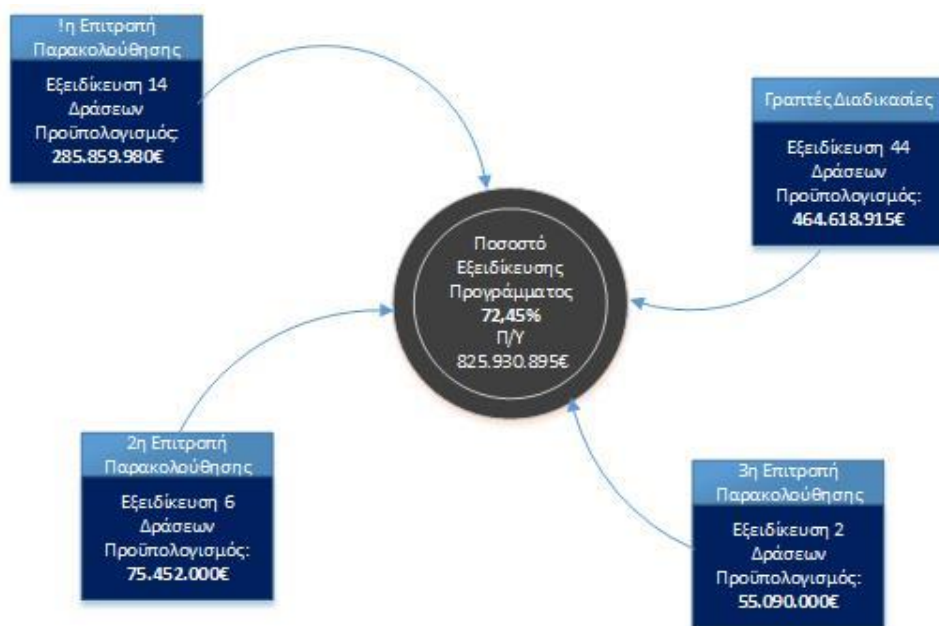 !η Επιτροπή
Παρακολούθησης
Εξειδίκευση 14
Δράσεων
Προϋπολογισμός:
285.859.980€
Γραπτές Διαδικασίες
Εξειδίκευση 44
Δράσεων
Προϋπολογισμός:
464.618.915€
Ποσοστό
Εξειδίκευσης
Προγράμματος
72,45%
Π/Υ
825.930.895€
2η Επιτροπή
Παρακολούθησης
Εξειδίκευση 6
Δράσεων
Προϋπολογισμός:
75.452.000€
3η Επιτροπή
Παρακολούθησης
Εξειδίκευση 2
Δράσεων
Προϋπολογισμός:
55.090.000€